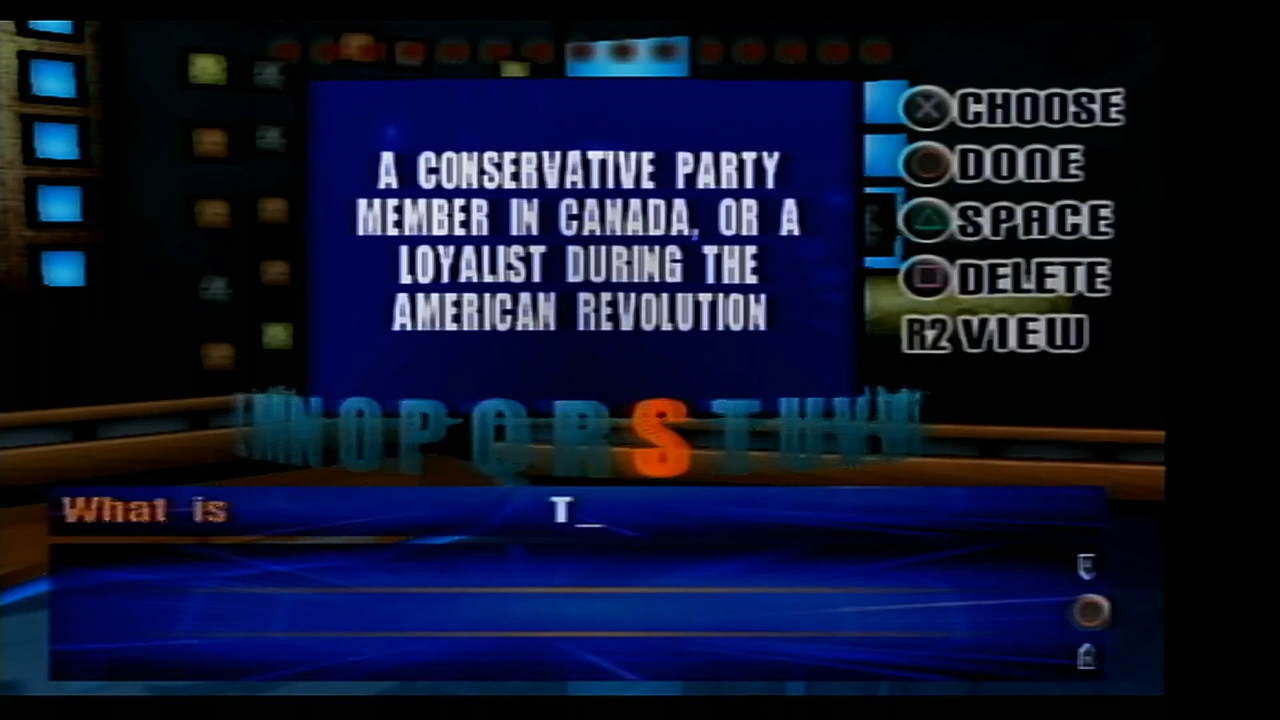 A CONSERVATIVE PARTY
MEMBER IN CANADA, OR A
LOYALIST DURING THE
AMERICAN REVOLUTION
CHOOSE
DONE
SPACE
DELETE
R2 VIEW
N O P Q R S T U V W
What is T_